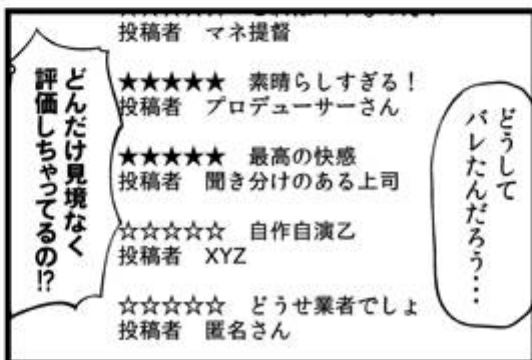 どうして
バレたんだろう・・・
投稿者 マネ提督
★★★★★ 素晴らしすぎる！
投稿者 プロデューサーさん
★★★★★ 最高の快感
投稿者 聞き分けのある上司
☆☆☆☆☆ 自作自演乙
投稿者 XYZ
☆☆☆☆☆ どうせ業者でしょ
投稿者 匿名さん
どんだけ見境なく
評価しちゃってるの!?